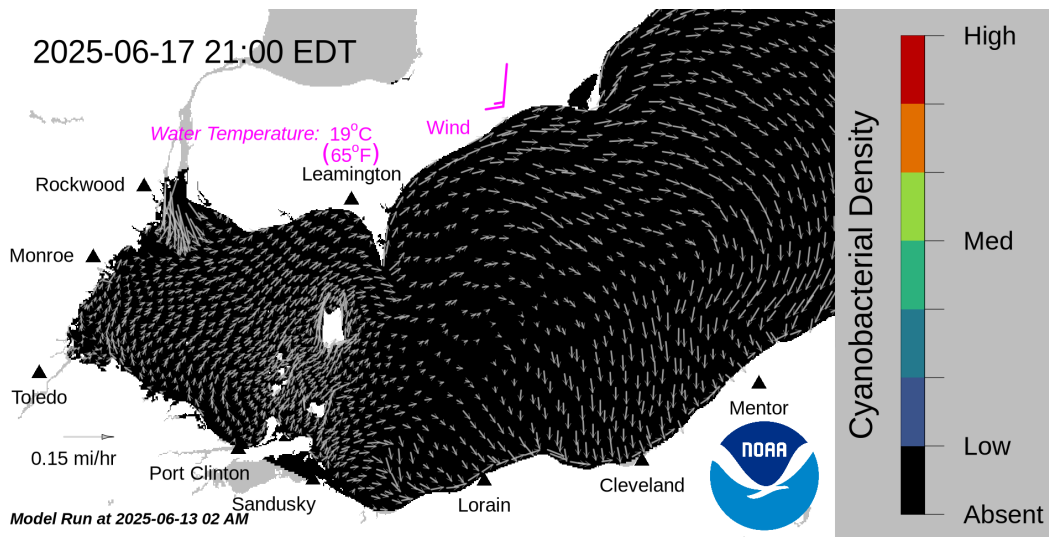 2025-06-17 21:00 EDT
Water Temperature: 19°C
(65°F)
Wind
Leamington
Rockwood
Monroe
Toledo
0.15 mi/hr
Port Clinton
Sandusky
Lorain
Cleveland
Mentor
NOAA
Model Run at 2025-06-13 02 AM
Cyanobacterial Density
High
Med
Low
Absent